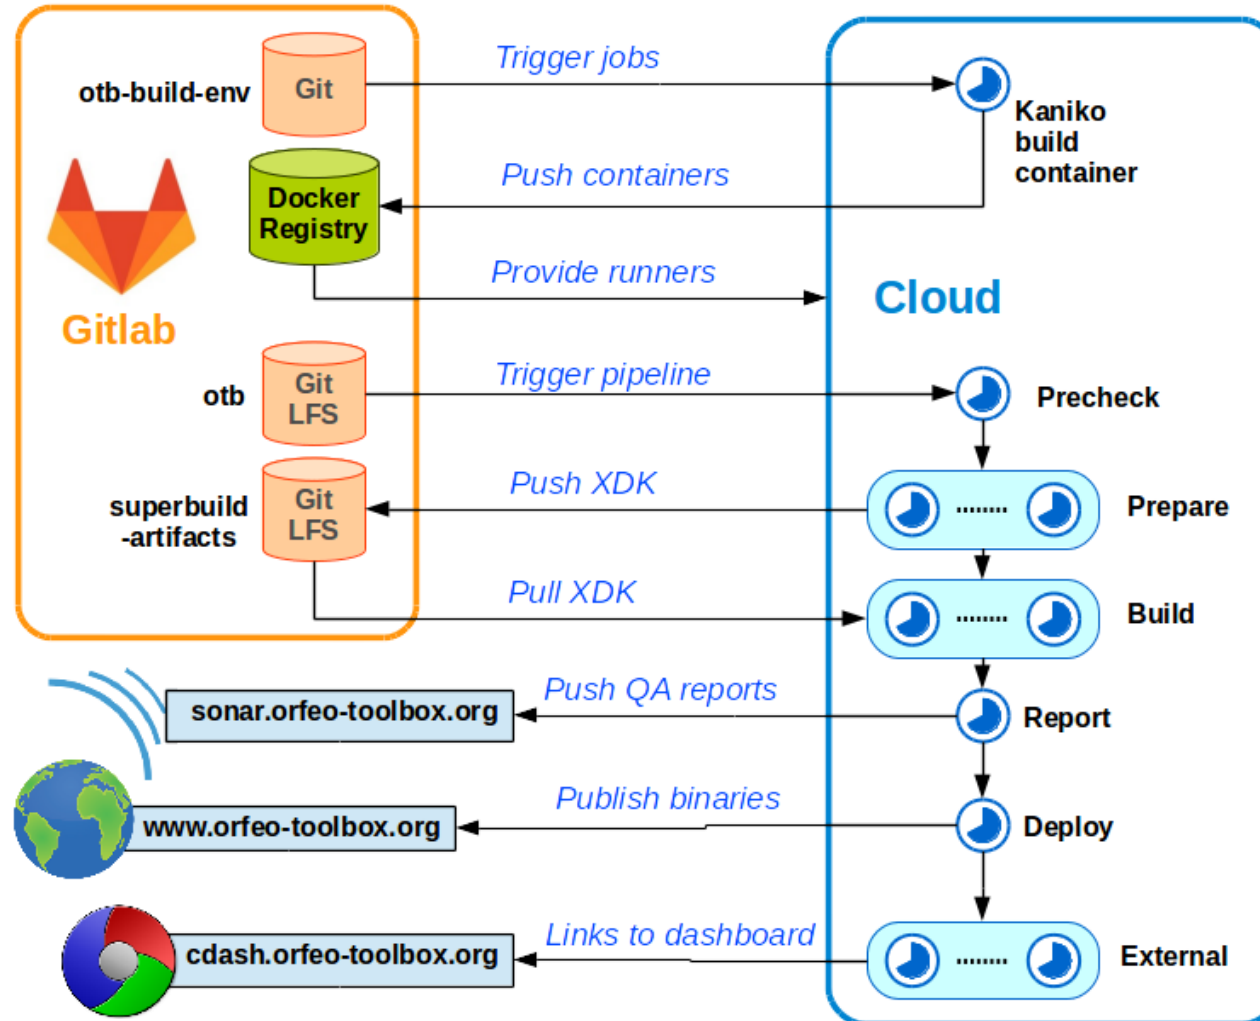 Trigger jobs
otb-build-env
Git
Kaniko
build
container
Push containers
Docker
Registry
Provide runners
Gitlab
Cloud
Trigger pipeline
otb
Git
LFS
Precheck
Push XDK
superbuild
-artifacts
Git
LFS
Prepare
Pull XDK
Build
Push QA reports
sonar.orfeo-toolbox.org
Report
Publish binaries
www.orfeo-toolbox.org
Deploy
Links to dashboard
cdash.orfeo-toolbox.org
External